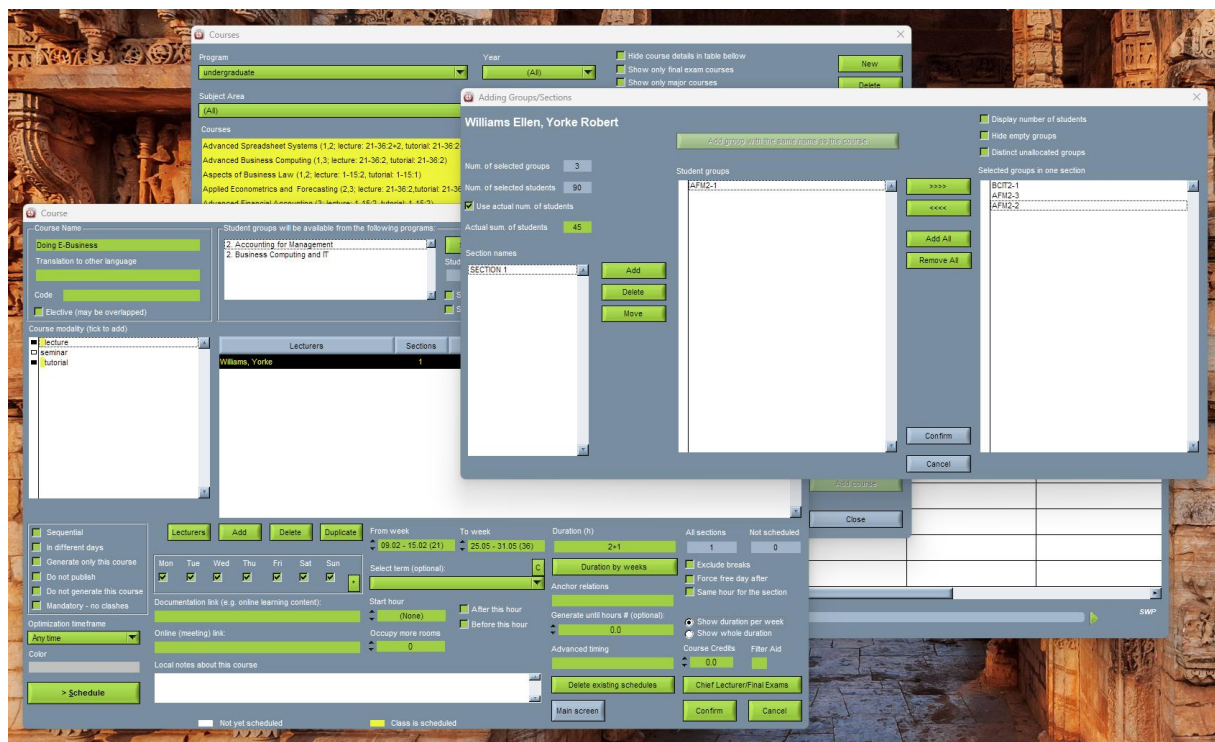 Courses
Program
undergraduate
Year
(All)
Hide course details in table bellow
Show only final exam courses
Show only major courses
New
Delete
Subject Area
(All)
Courses
Advanced Spreadsheet Systems (1,2; lecture: 21-36:2+2, tutorial: 21-36:2
Advanced Business Computing (1,3; lecture: 21-36:2, tutorial: 21-36:2)
Aspects of Business Law (1,2; lecture: 1-15:2, tutorial: 1-15:1)
Applied Econometrics and Forecasting (2,3; lecture: 21-36:2,tutorial: 21-36
Advanced Financial Accounting (2; lecture: 1-15:2, tutorial: 1-15:2)
Add course
Close
SWP
Adding Groups/Sections
Williams Ellen, Yorke Robert
Add group with the same name as the course
Display number of students
Hide empty groups
Distinct unallocated groups
Num. of selected groups 3
Num. of selected students 90
Use actual num. of students
Actual sum. of students 45
Section names
SECTION 1
Add
Delete
Move
Student groups
AFM2-1
>>>>
<<<<
Add All
Remove All
Confirm
Cancel
Selected groups in one section
BCIT2-1
AFM2-3
AFM2-2
Course
Course Name
Doing E-Business
Translation to other language
Code
Elective (may be overlapped)
Student groups will be available from the following programs:
2. Accounting for Management
2. Business Computing and IT
Stud
S
S
Course modality (tick to add)
lecture
seminar
tutorial
Lecturers Sections
Williams, Yorke 1
Sequential
In different days
Generate only this course
Do not publish
Do not generate this course
Mandatory - no clashes
Optimization timeframe
Any time
Color
> Schedule
Lecturers Add Delete Duplicate
Mon Tue Wed Thu Fri Sat Sun
*
Documentation link (e.g. online learning content):
Online (meeting) link:
Local notes about this course
From week
09.02 - 15.02 (21)
To week
25.05 - 31.05 (36)
Select term (optional):
C
Start hour
(None)
After this hour
Before this hour
Occupy more rooms
0
Duration (h)
2+1
Duration by weeks
Anchor relations
Generate until hours # (optional):
0.0
Advanced timing
All sections
1
Not scheduled
0
Exclude breaks
Force free day after
Same hour for the section
Show duration per week
Show whole duration
Course Credits
0.0
Filter Aid
Delete existing schedules
Chief Lecturer/Final Exams
Main screen
Confirm
Cancel
Not yet scheduled
Class is scheduled